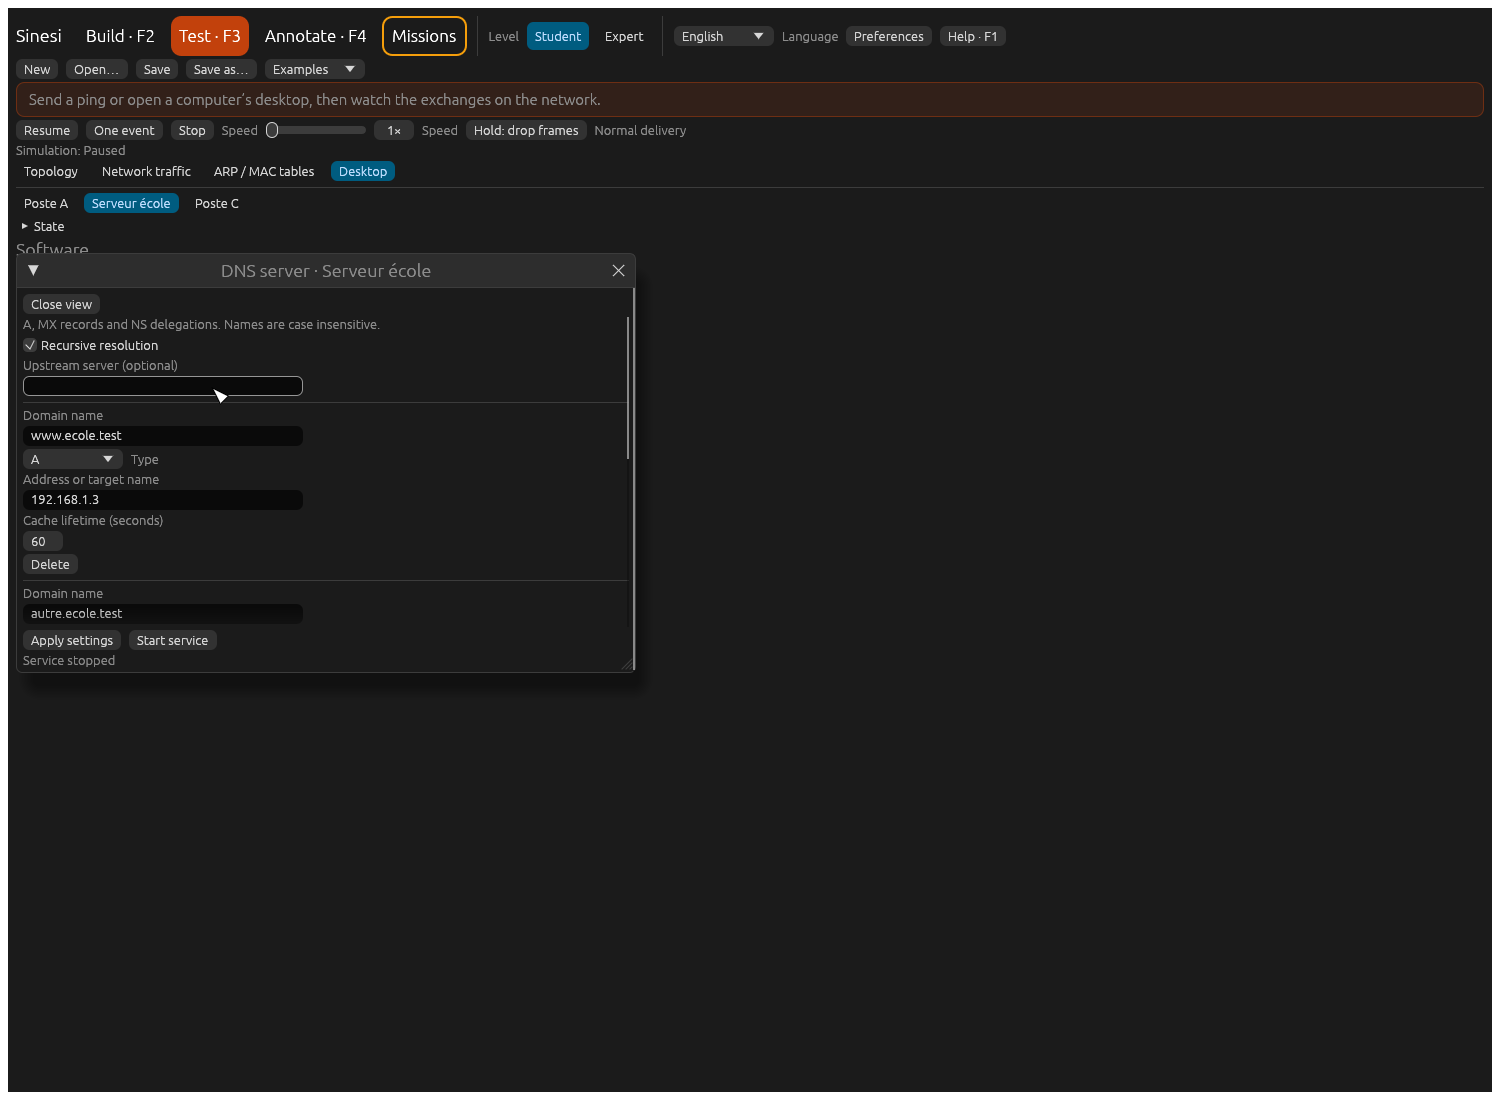 Sinesi Build · F2 Test · F3 Annotate · F4 Missions Level Student Expert English Language Preferences Help · F1
New Open… Save Save as… Examples
Send a ping or open a computer’s desktop, then watch the exchanges on the network.
Resume One event Stop Speed 1× Speed Hold: drop frames Normal delivery
Simulation: Paused
Topology Network traffic ARP / MAC tables Desktop
Poste A Serveur école Poste C
State
Software
DNS server · Serveur école
Close view
A, MX records and NS delegations. Names are case insensitive.
Recursive resolution
Upstream server (optional)
Domain name
www.ecole.test
A Type
Address or target name
192.168.1.3
Cache lifetime (seconds)
60
Delete
Domain name
autre.ecole.test
Apply settings Start service
Service stopped